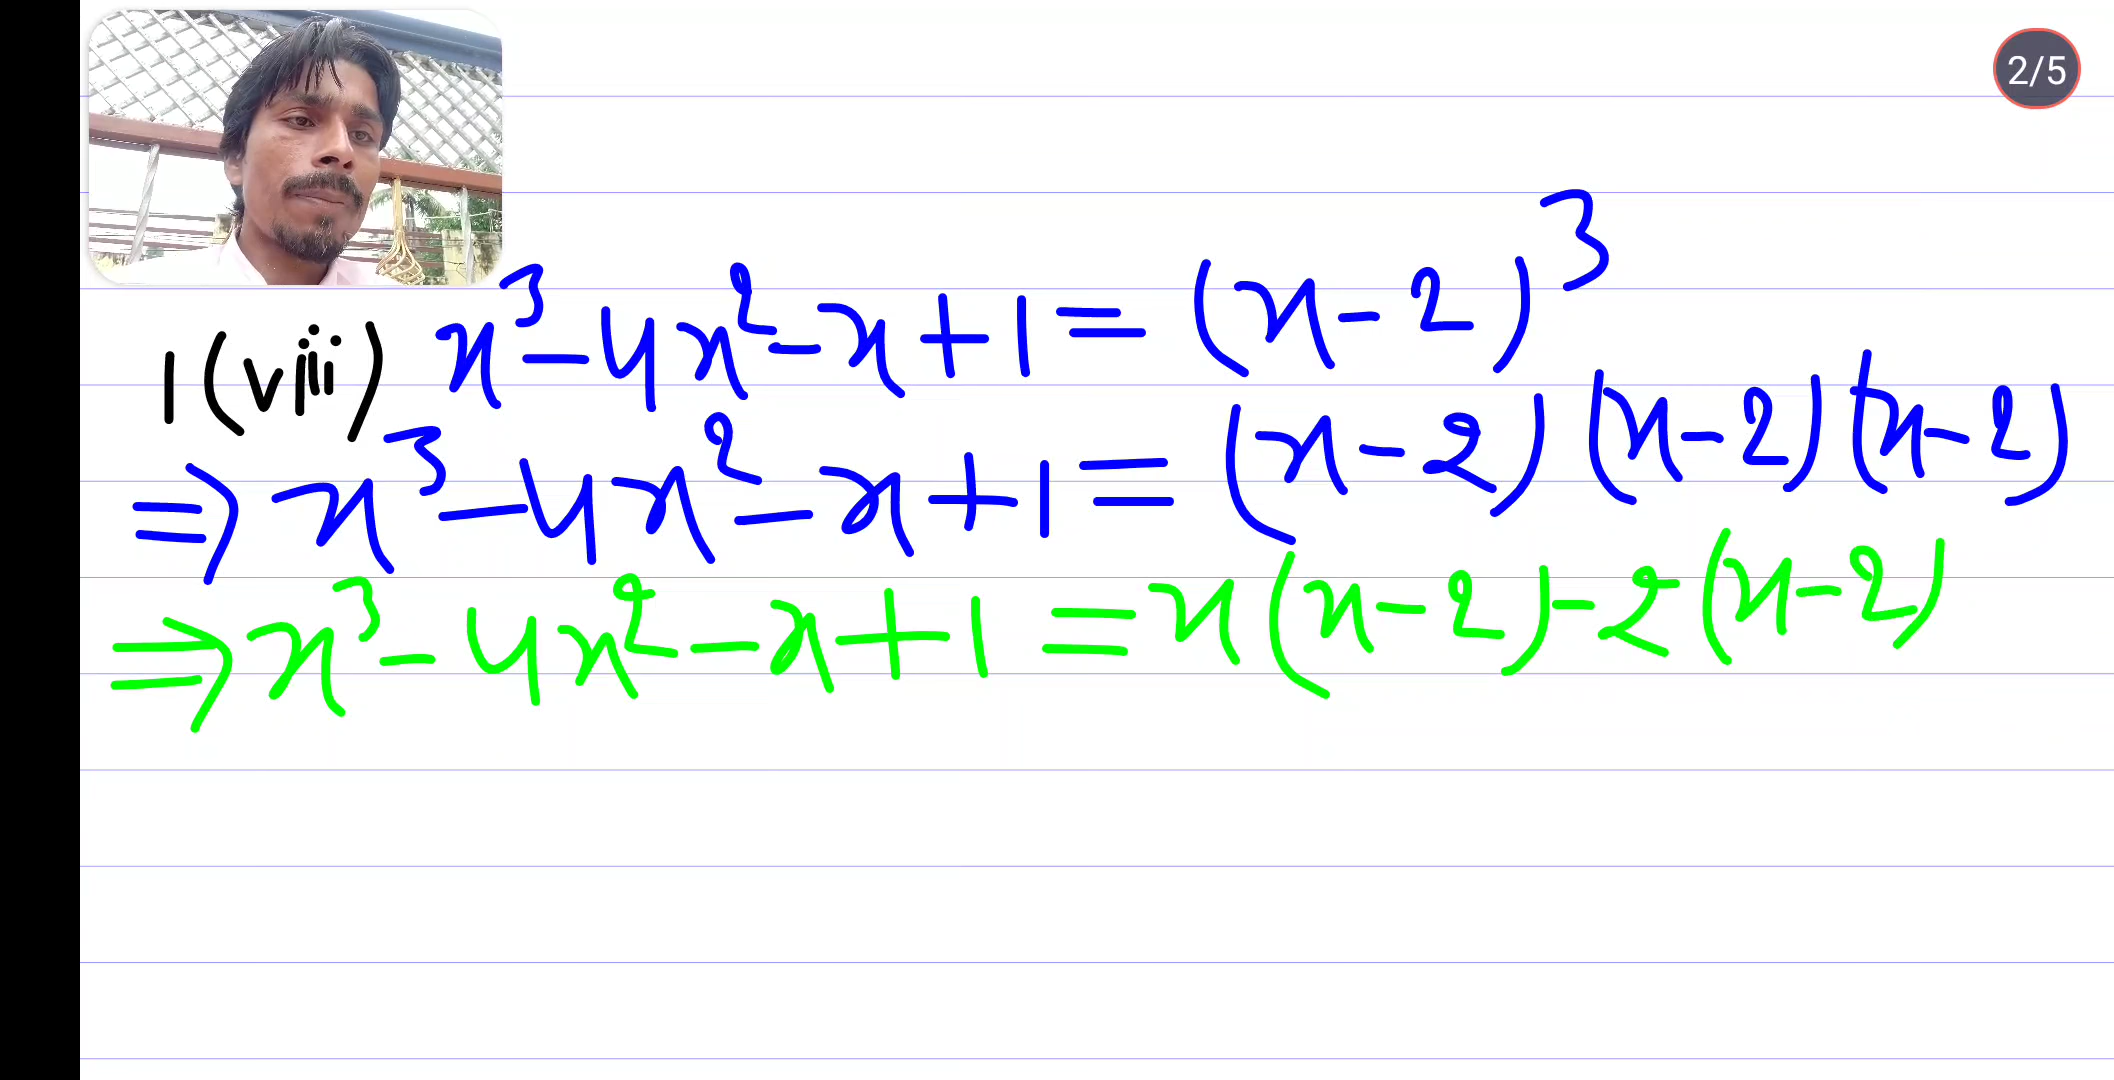 2/5
1(viii) x³-4x²-x+1=(x-2)³
⇒x³-4x²-x+1=(x-2)(x-2)(x-2)
⇒x³-4x²-x+1=x(x-2)-2(x-2)